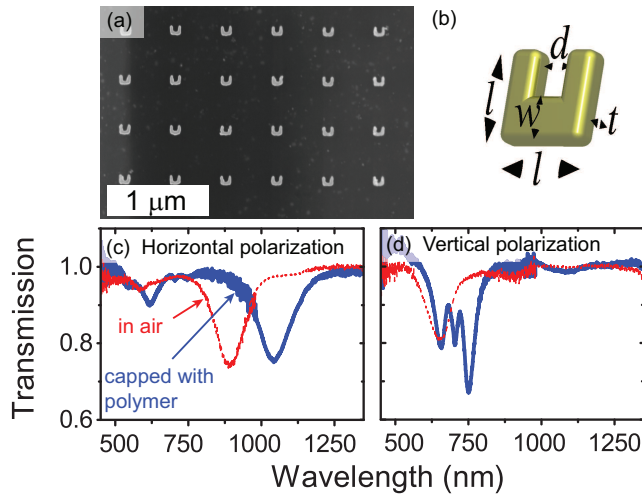 (a)
1 μm
(b)
d
l
w
t
l
(c) Horizontal polarization
(d) Vertical polarization
1.0
0.8
0.6
Transmission
in air
capped with
polymer
500 750 1000 1250
500 750 1000 1250
Wavelength (nm)